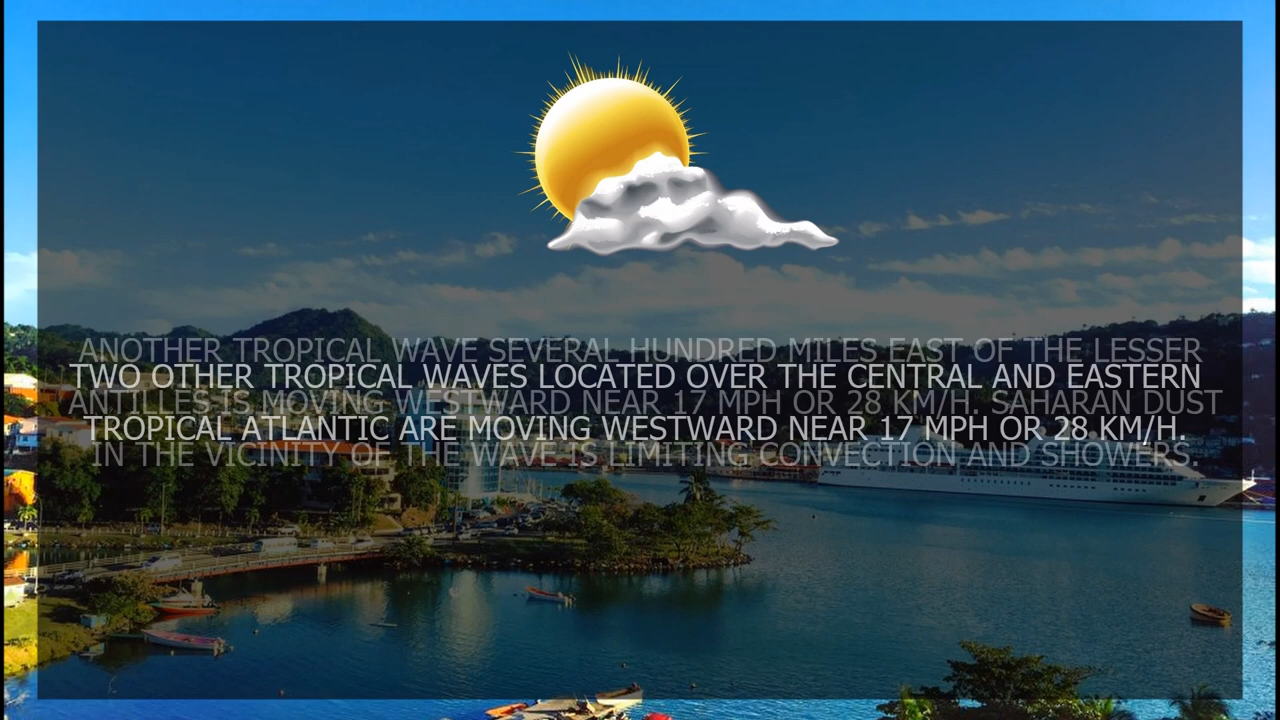 ANOTHER TROPICAL WAVE SEVERAL HUNDRED MILES EAST OF THE LESSER
TWO OTHER TROPICAL WAVES LOCATED OVER THE CENTRAL AND EASTERN
ANTILLES IS MOVING WESTWARD NEAR 17 MPH OR 28 KM/H. SAHARAN DUST
TROPICAL ATLANTIC ARE MOVING WESTWARD NEAR 17 MPH OR 28 KM/H.
IN THE VICINITY OF THE WAVE IS LIMITING CONVECTION AND SHOWERS.